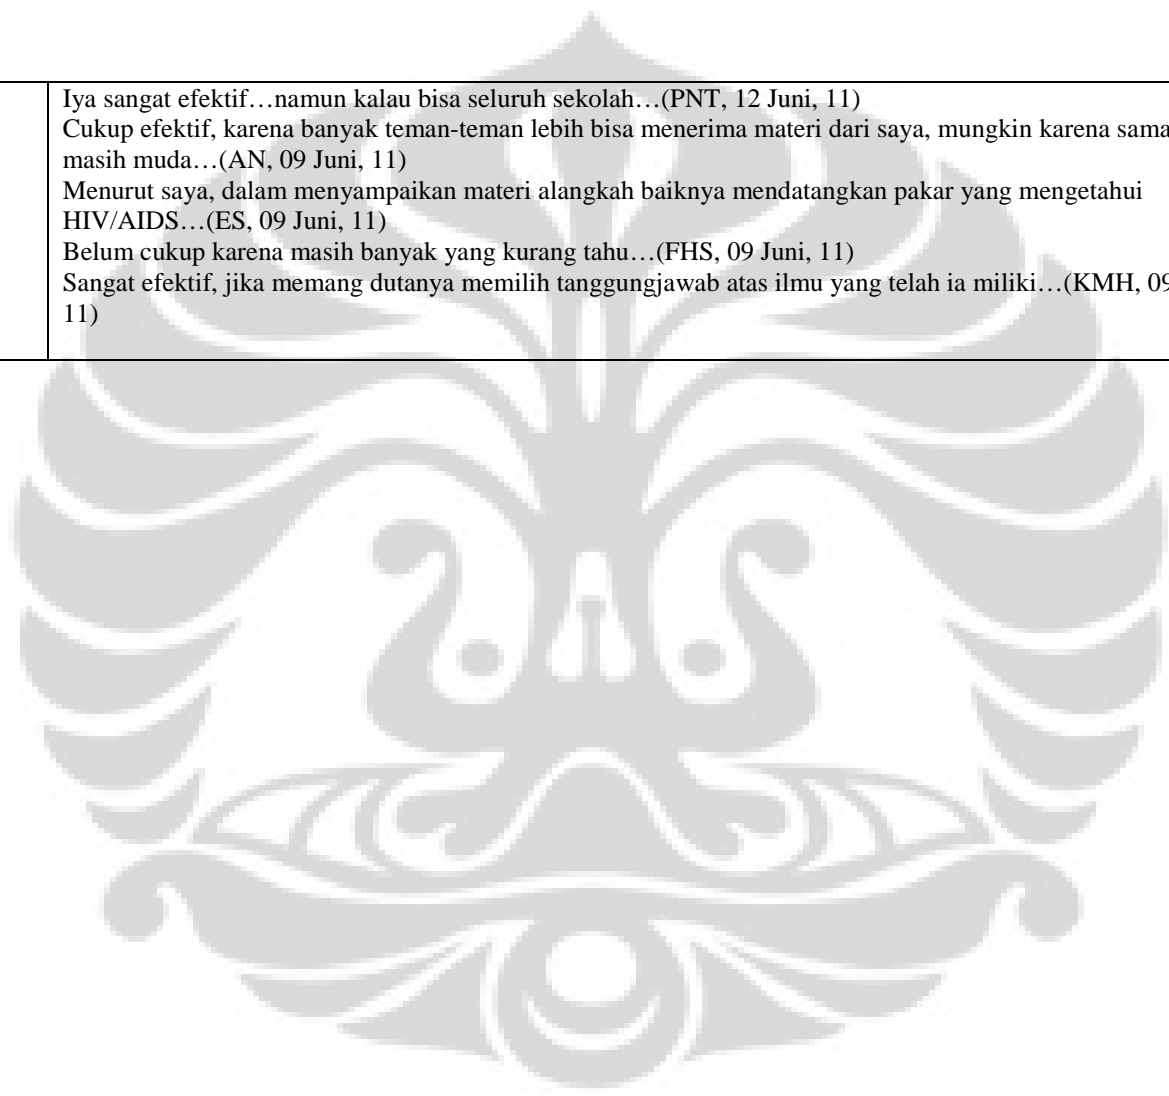 Iya sangat efektif…namun kalau bisa seluruh sekolah…(PNT, 12 Juni, 11)
Cukup efektif, karena banyak teman-teman lebih bisa menerima materi dari saya, mungkin karena sama
masih muda…(AN, 09 Juni, 11)
Menurut saya, dalam menyampaikan materi alangkah baiknya mendatangkan pakar yang mengetahui
HIV/AIDS…(ES, 09 Juni, 11)
Belum cukup karena masih banyak yang kurang tahu…(FHS, 09 Juni, 11)
Sangat efektif, jika memang dutanya memilih tanggungjawab atas ilmu yang telah ia miliki…(KMH, 09
11)